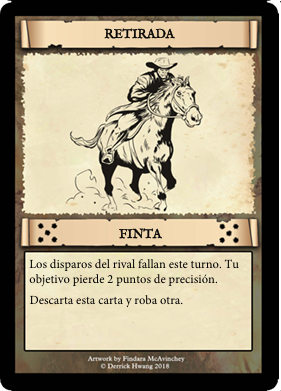 RETIRADA
FINTA
Los disparos del rival fallan este turno. Tu
objetivo pierde 2 puntos de precisión.
Descarta esta carta y roba otra.
Artwork by Findara McAvinchey
© Derrick Hwang 2018